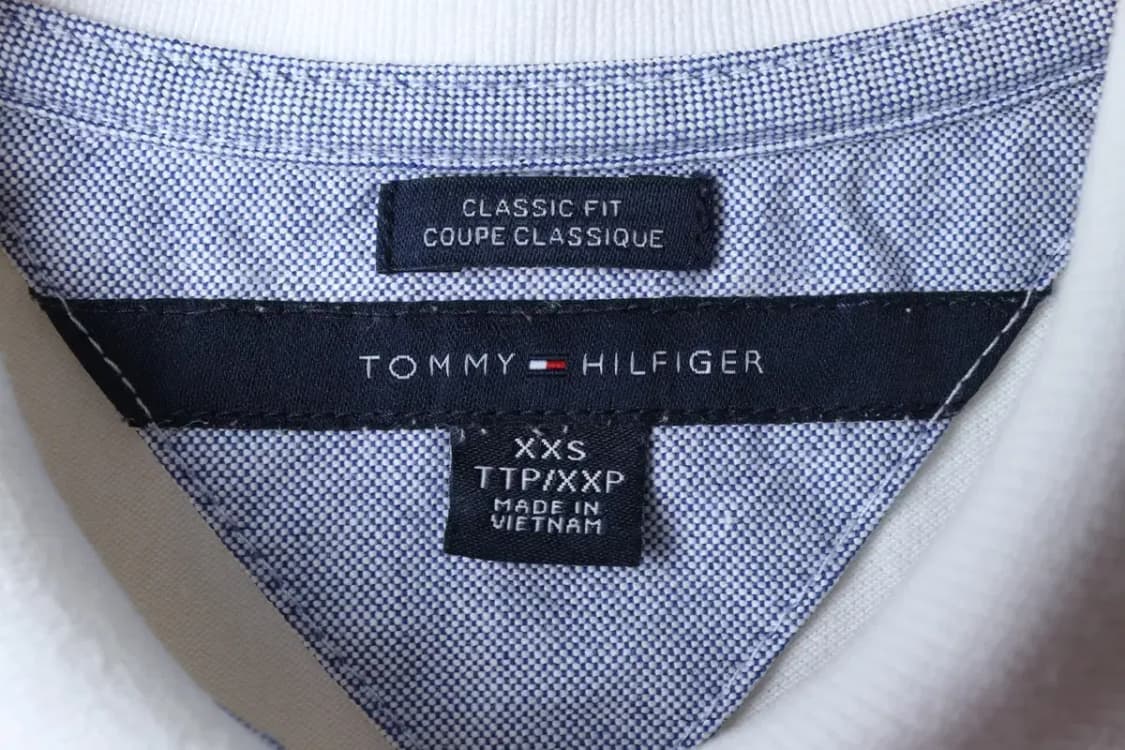 CLASSIC FIT
COUPE CLASSIQUE
TOMMY HILFIGER
XXS
TTP/XXP
MADE IN
VIETNAM